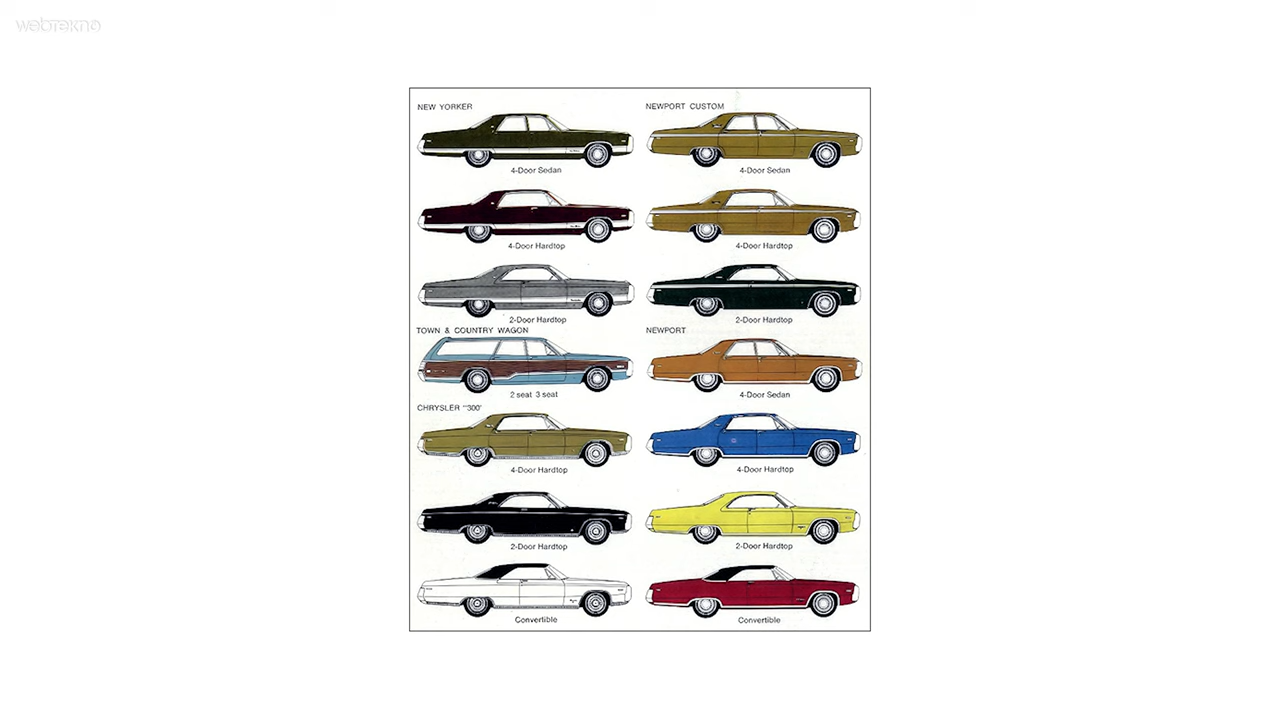 webtekno
NEW YORKER
4-Door Sedan
4-Door Hardtop
2-Door Hardtop
TOWN & COUNTRY WAGON
2 seat 3 seat
CHRYSLER "300"
4-Door Hardtop
2-Door Hardtop
Convertible
NEWPORT CUSTOM
4-Door Sedan
4-Door Hardtop
2-Door Hardtop
NEWPORT
4-Door Sedan
4-Door Hardtop
2-Door Hardtop
Convertible